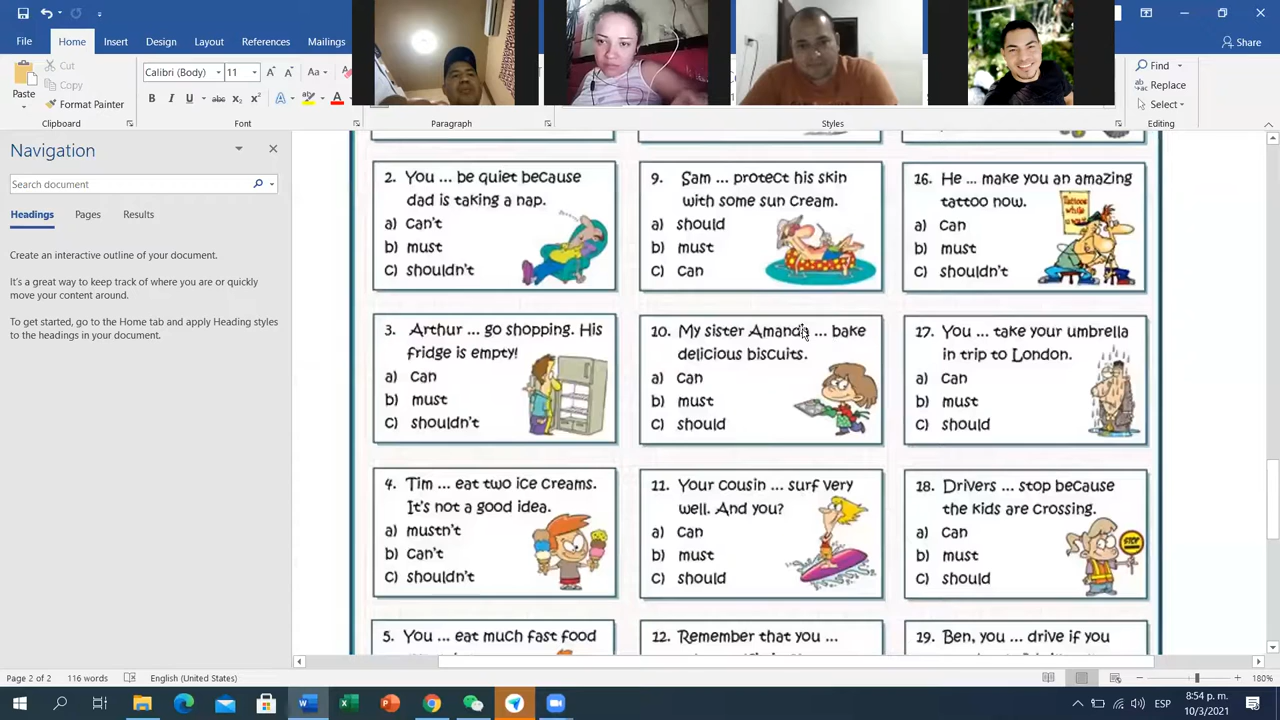 File Home Insert Design Layout References Mailings
Share
Cut
Copy
Paste
Format Painter
Calibri (Body) 11
Find
Replace
Select
Clipboard Font Paragraph Styles Editing
Navigation
Search document
Headings Pages Results
Create an interactive outline of your document.
It's a great way to keep track of where you are or quickly
move your content around.
To get started, go to the Home tab and apply Heading styles
to the headings in your document.
2. You ... be quiet because
dad is taking a nap.
a) can't
b) must
c) shouldn't
3. Arthur ... go shopping. His
fridge is empty!
a) can
b) must
c) shouldn't
4. Tim ... eat two ice creams.
It's not a good idea.
a) mustn't
b) can't
c) shouldn't
5. You ... eat much fast food
9. Sam ... protect his skin
with some sun cream.
a) should
b) must
c) can
10. My sister Amanda ... bake
delicious biscuits.
a) can
b) must
c) should
11. Your cousin ... surf very
well. And you?
a) can
b) must
c) should
12. Remember that you ...
16. He ... make you an amazing
tattoo now.
Tattoos
while
u wait
a) can
b) must
c) shouldn't
17. You ... take your umbrella
in trip to London.
a) can
b) must
c) should
18. Drivers ... stop because
the kids are crossing.
STOP
a) can
b) must
c) should
19. Ben, you ... drive if you
Page 2 of 2 116 words English (United States) 180%
ESP
8:54 p. m.
10/3/2021